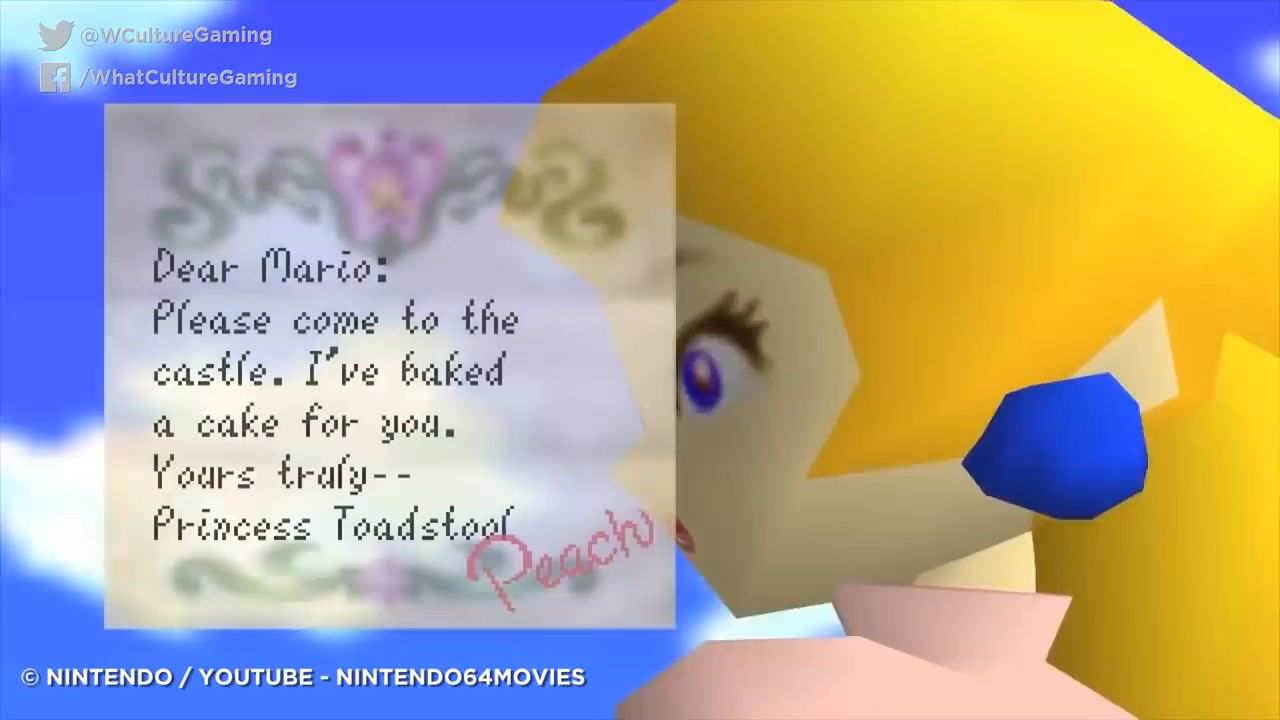 @WCultureGaming
/WhatCultureGaming
Dear Mario:
Please come to the
castle. I've baked
a cake for you.
Yours truly--
Princess Toadstool
Peach
© NINTENDO / YOUTUBE - NINTENDO64MOVIES